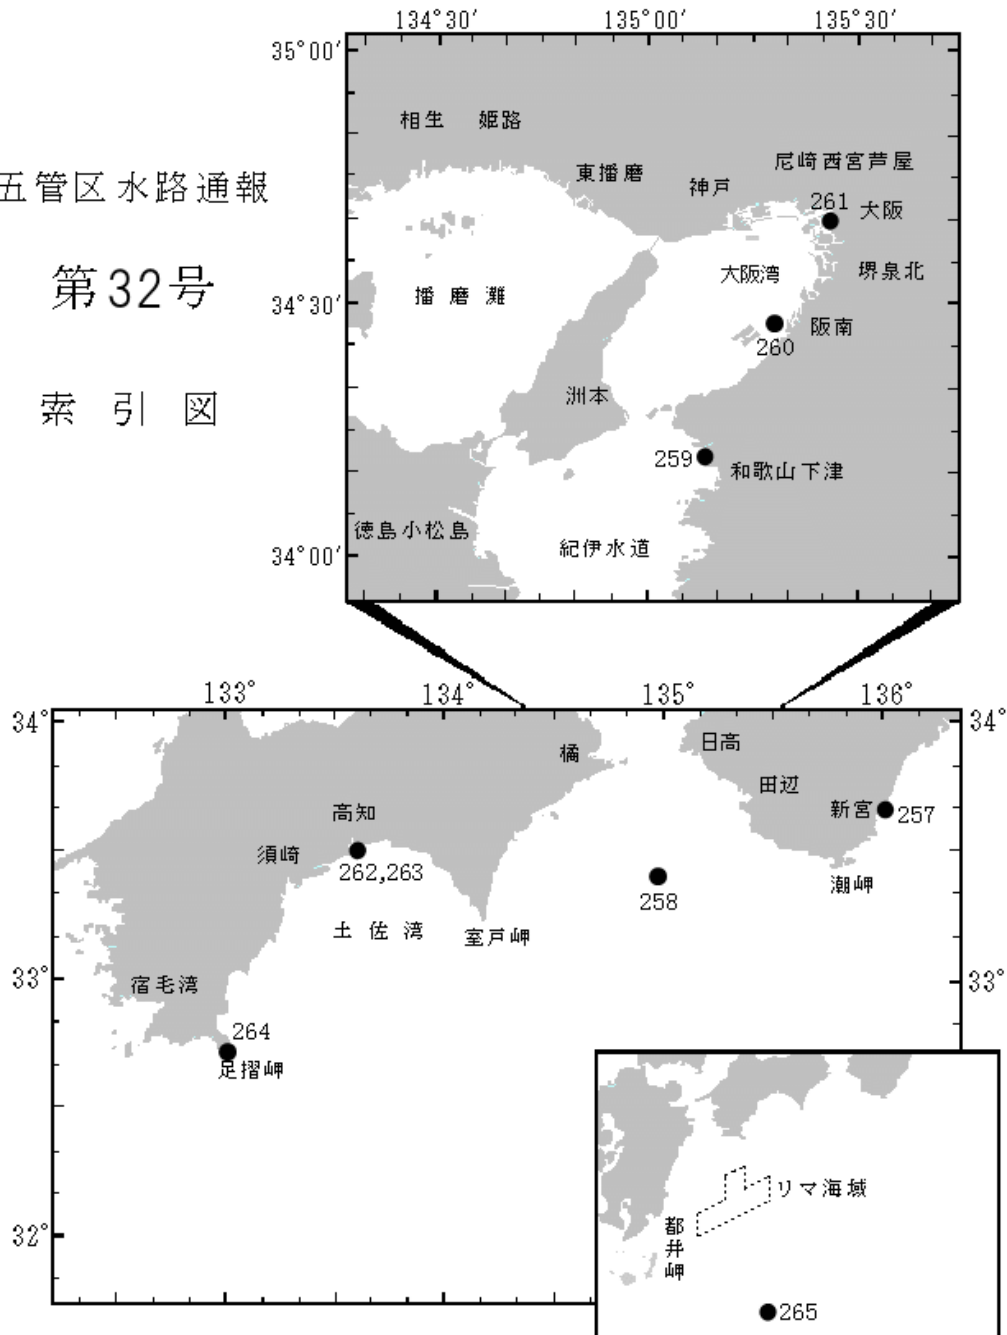 134°30′ 135°00′ 135°30′
35°00′
相生 姫路
尼崎西宮芦屋
東播磨
神戸
五管区水路通報
261 大阪
第32号
大阪湾
堺泉北
播磨灘
34°30′
阪南
260
索引図
洲本
259
和歌山下津
徳島小松島
紀伊水道
34°00′
133° 134° 135° 136°
34° 34°
日高
橘
田辺
高知
新宮 257
須崎
262,263
潮岬
258
土佐湾
室戸岬
33° 33°
宿毛湾
264
足摺岬
リマ海域
都井岬
32°
265